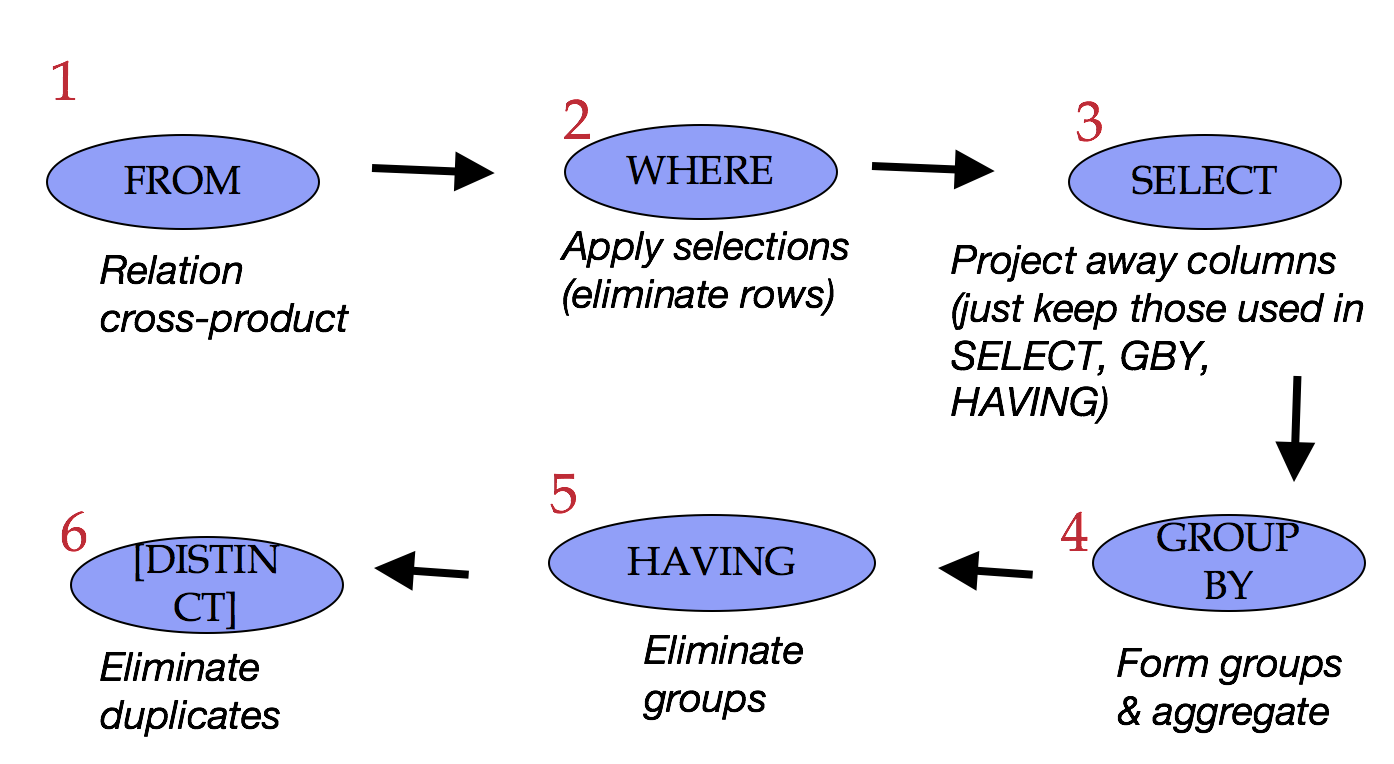 1
FROM
Relation
cross-product
2
WHERE
Apply selections
(eliminate rows)
3
SELECT
Project away columns
(just keep those used in
SELECT, GBY,
HAVING)
4
GROUP
BY
Form groups
& aggregate
5
HAVING
Eliminate
groups
6
[DISTIN
CT]
Eliminate
duplicates